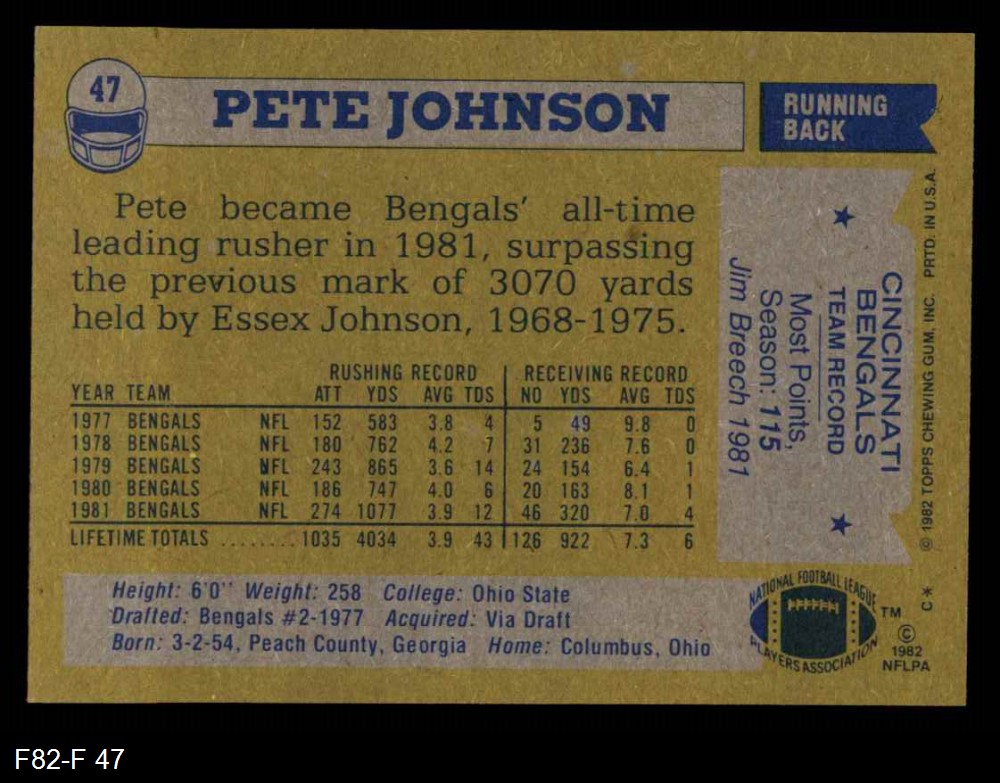 47
PETE JOHNSON
RUNNING
BACK
Pete became Bengals' all-time
leading rusher in 1981, surpassing
the previous mark of 3070 yards
held by Essex Johnson, 1968-1975.
RUSHING RECORD RECEIVING RECORD
YEAR TEAM ATT YDS AVG TDS NO YDS AVG TDS
1977 BENGALS NFL 152 583 3.8 4 5 49 9.8 0
1978 BENGALS NFL 180 762 4.2 7 31 236 7.6 0
1979 BENGALS NFL 243 865 3.6 14 24 154 6.4 1
1980 BENGALS NFL 186 747 4.0 6 20 163 8.1 1
1981 BENGALS NFL 274 1077 3.9 12 46 320 7.0 4
LIFETIME TOTALS ........ 1035 4034 3.9 43 126 922 7.3 6
Height: 6'0" Weight: 258 College: Ohio State
Drafted: Bengals #2-1977 Acquired: Via Draft
Born: 3-2-54, Peach County, Georgia Home: Columbus, Ohio
CINCINNATI
BENGALS
TEAM RECORD
Most Points,
Season: 115
Jim Breech 1981
© 1982 TOPPS CHEWING GUM, INC. PRTD. IN U.S.A.
C*
NATIONAL FOOTBALL LEAGUE
PLAYERS ASSOCIATION
TM
©
1982
NFLPA
F82-F 47